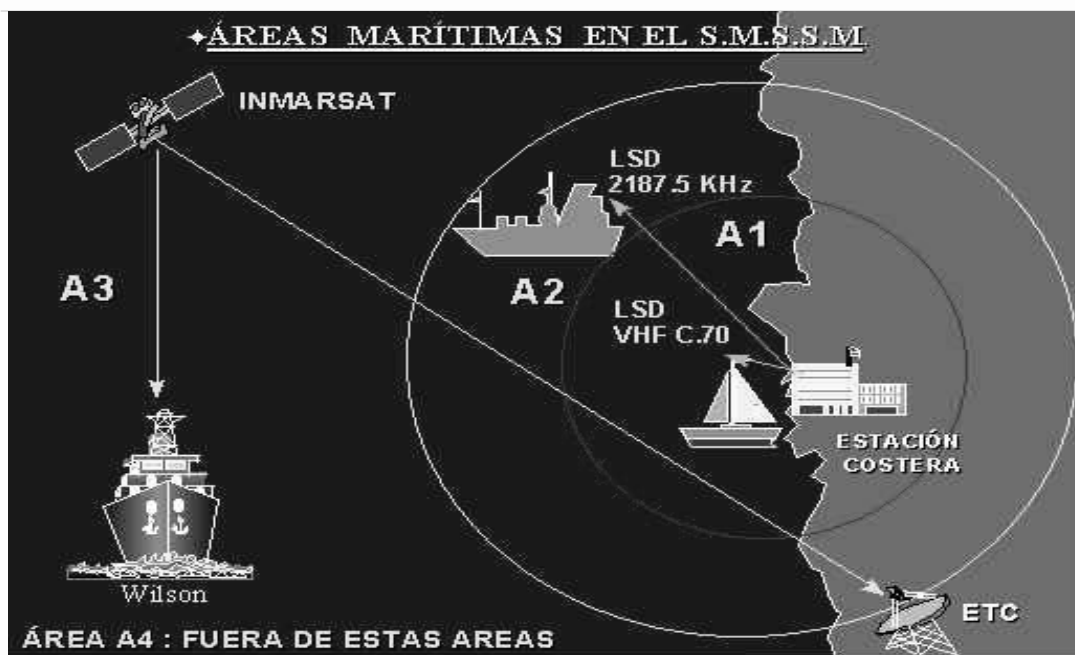 ÁREAS MARÍTIMAS EN EL S.M.S.S.M
INMARSAT
LSD
2187.5 KHz
A1
A3
A2
LSD
VHF C.70
ESTACIÓN
COSTERA
Wilson
ETC
ÁREA A4 : FUERA DE ESTAS AREAS